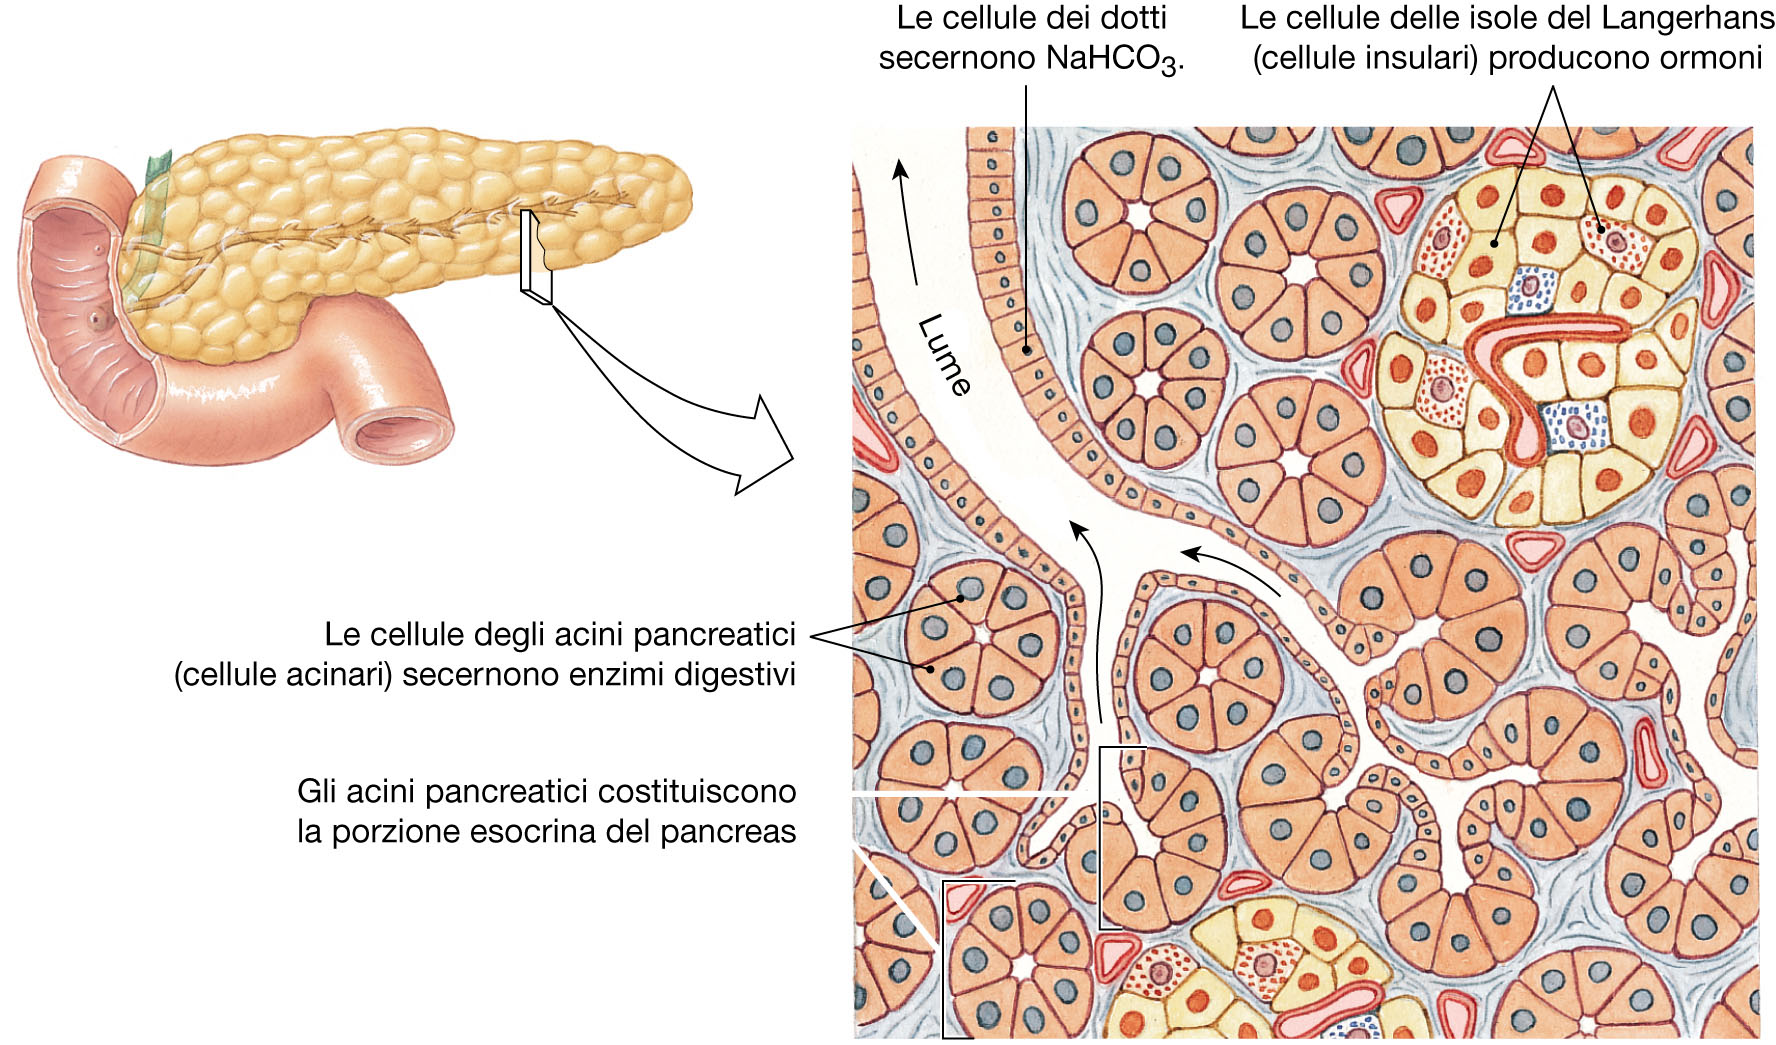 Le cellule dei dotti
secernono NaHCO₃.
Le cellule delle isole del Langerhans
(cellule insulari) producono ormoni
Lume
Le cellule degli acini pancreatici
(cellule acinari) secernono enzimi digestivi
Gli acini pancreatici costituiscono
la porzione esocrina del pancreas